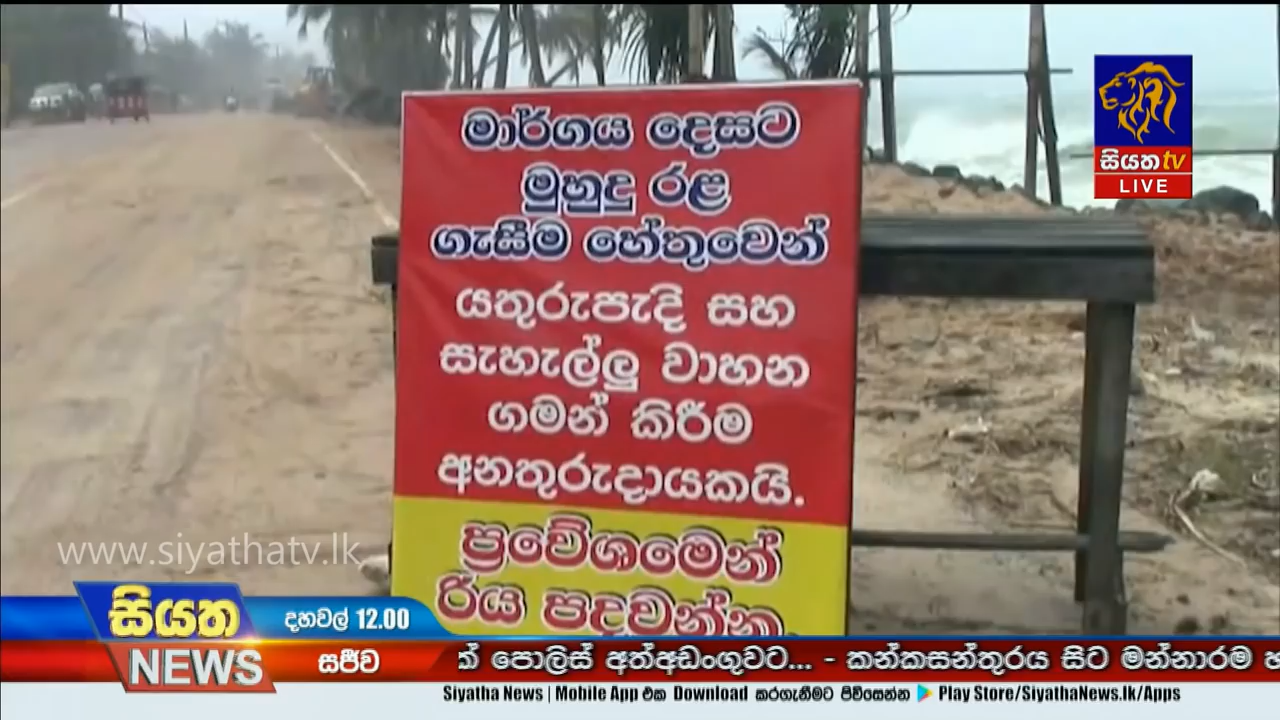 මාර්ගය දෙසට
මුහුදු රළ
ගැසීම හේතුවෙන්
යතුරුපැදි සහ
සැහැල්ලු වාහන
ගමන් කිරීම
අනතුරුදායකයි.
ප්‍රවේශමෙන්
රිය පදවන්න.
සියත tv
LIVE
www.siyathatv.lk
සියත
දහවල් 12.00
NEWS
සජීව
ක් පොලිස් අත්අඩංගුවට... - කන්කසන්තුරය සිට මන්නාරම
Siyatha News | Mobile App එක Download කරගැනීමට පිවිසෙන්න Play Store/SiyathaNews.lk/Apps